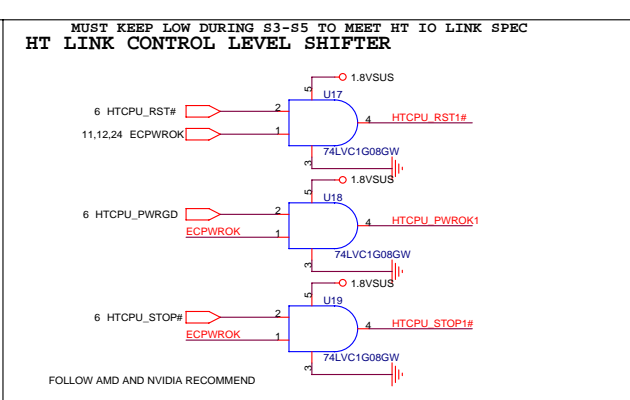 MUST KEEP LOW DURING S3-S5 TO MEET HT IO LINK SPEC
HT LINK CONTROL LEVEL SHIFTER
1.8VSUS
5
U17
6 HTCPU_RST#
2
4
HTCPU_RST1#
11,12,24 ECPWROK
1
3
74LVC1G08GW
1.8VSUS
5
U18
6 HTCPU_PWRGD
2
4
HTCPU_PWROK1
ECPWROK
1
3
74LVC1G08GW
1.8VSUS
5
U19
6 HTCPU_STOP#
2
4
HTCPU_STOP1#
ECPWROK
1
3
74LVC1G08GW
FOLLOW AMD AND NVIDIA RECOMMEND